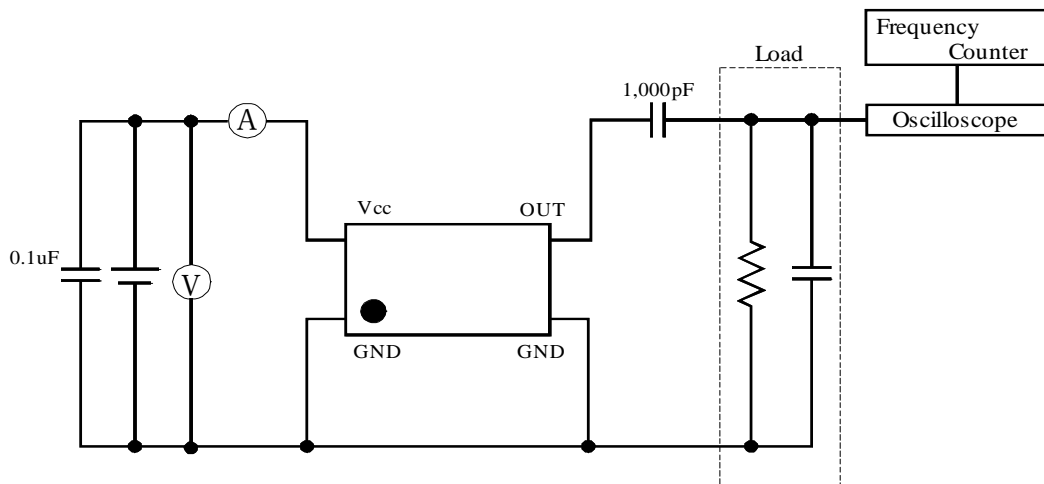 Frequency
Counter
Load
1,000pF
Oscilloscope
A
Vcc
OUT
0.1uF
V
GND
GND